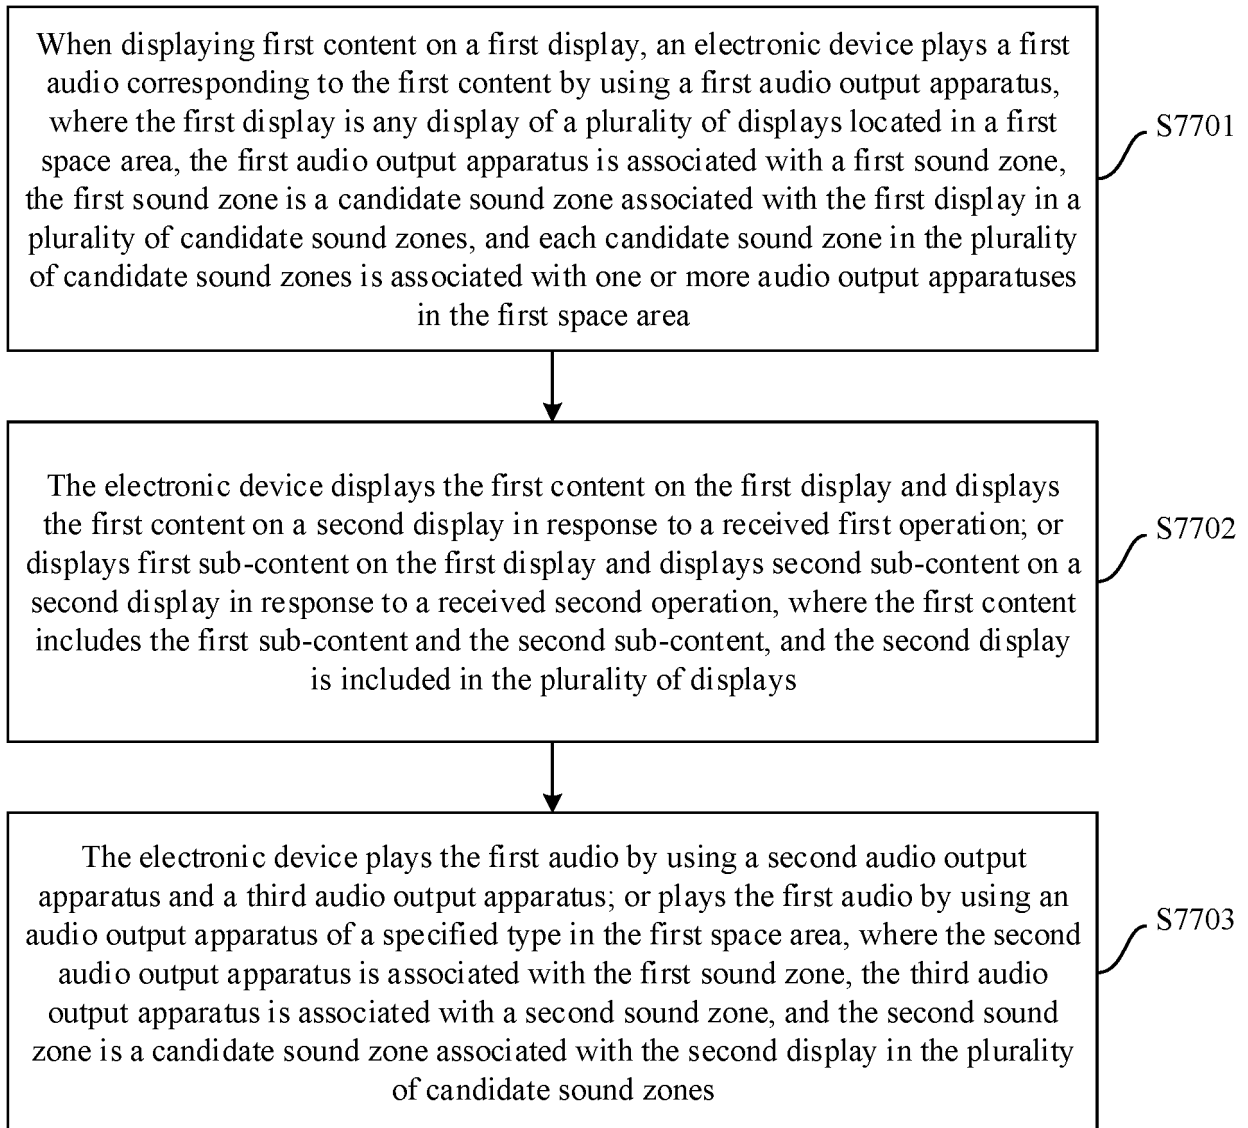 When displaying first content on a first display, an electronic device plays a first
audio corresponding to the first content by using a first audio output apparatus,
where the first display is any display of a plurality of displays located in a first
space area, the first audio output apparatus is associated with a first sound zone,
the first sound zone is a candidate sound zone associated with the first display in a
plurality of candidate sound zones, and each candidate sound zone in the plurality
of candidate sound zones is associated with one or more audio output apparatuses
in the first space area
S7701
The electronic device displays the first content on the first display and displays
the first content on a second display in response to a received first operation; or
displays first sub-content on the first display and displays second sub-content on a
second display in response to a received second operation, where the first content
includes the first sub-content and the second sub-content, and the second display
is included in the plurality of displays
S7702
The electronic device plays the first audio by using a second audio output
apparatus and a third audio output apparatus; or plays the first audio by using an
audio output apparatus of a specified type in the first space area, where the second
audio output apparatus is associated with the first sound zone, the third audio
output apparatus is associated with a second sound zone, and the second sound
zone is a candidate sound zone associated with the second display in the plurality
of candidate sound zones
S7703